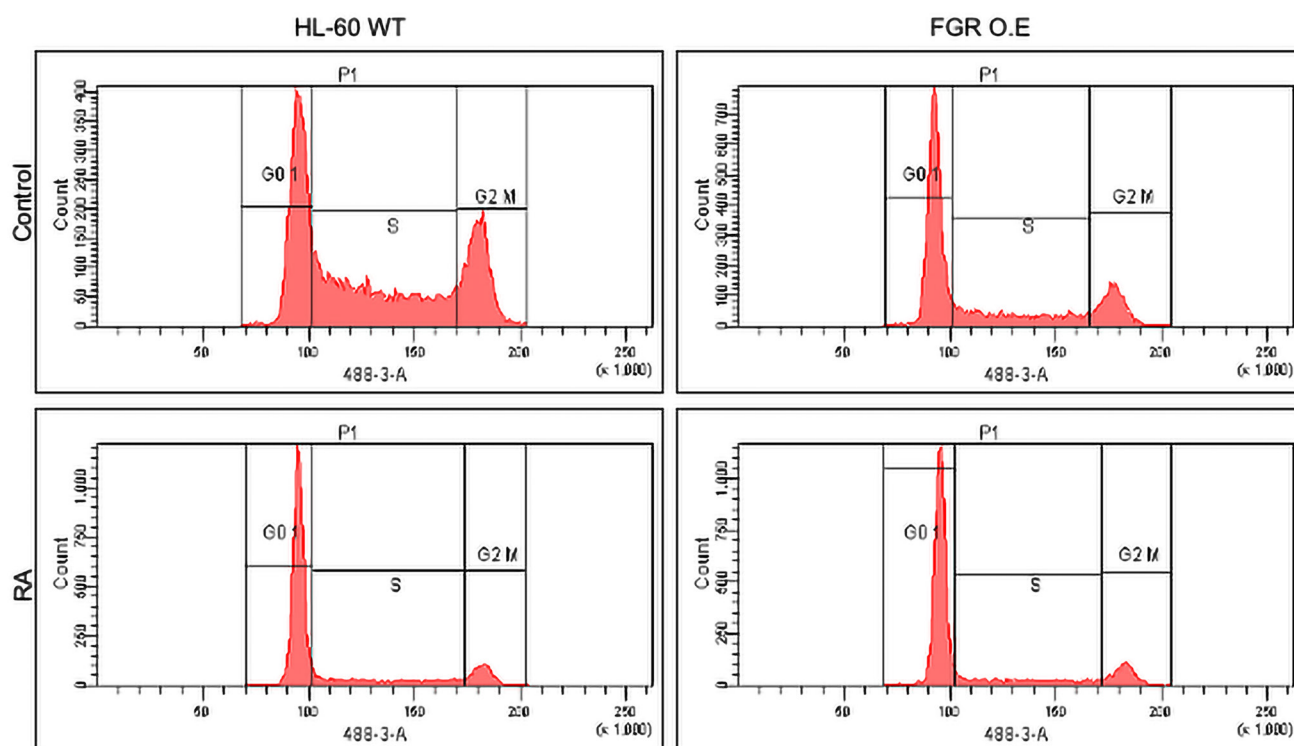 HL-60 WT
FGR O.E
Control
P1
Count
400
350
300
250
200
150
100
50
0
G0 1
S
G2 M
50 100 150 200 250
488-3-A
(x 1.000)
P1
Count
700
600
500
400
300
200
100
0
G0 1
S
G2 M
50 100 150 200 250
488-3-A
(x 1.000)
RA
P1
Count
1.000
750
500
250
0
G0 1
S
G2 M
50 100 150 200 250
488-3-A
(x 1.000)
P1
Count
1.000
750
500
250
0
G0 1
S
G2 M
50 100 150 200 250
488-3-A
(x 1.000)